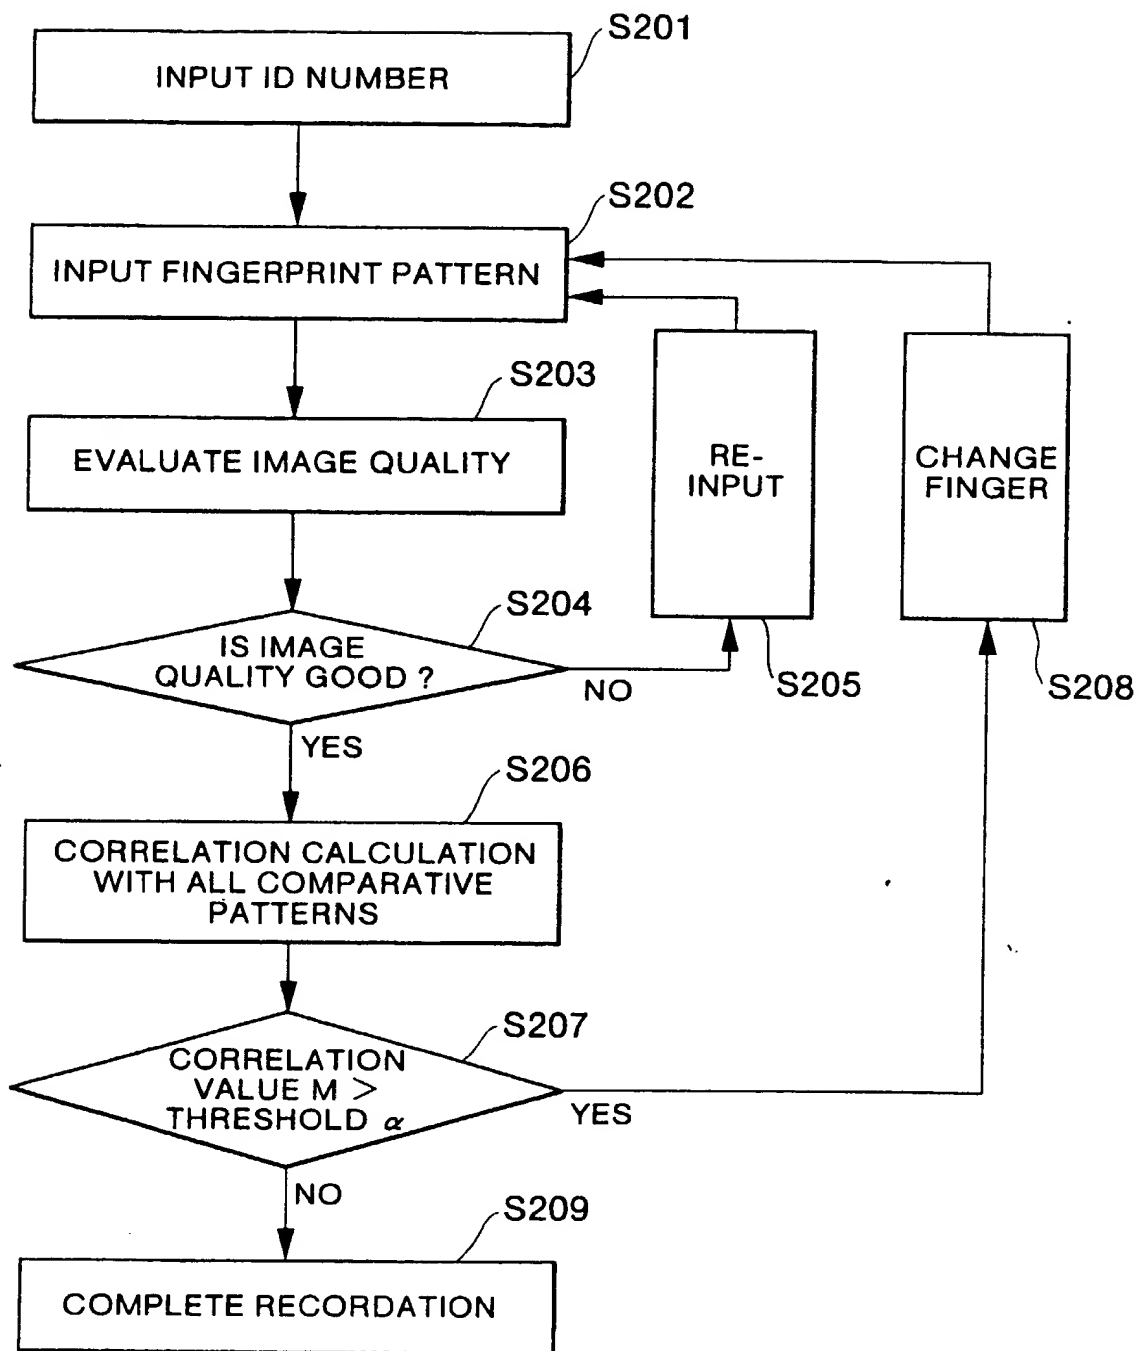 S201
INPUT ID NUMBER
S202
INPUT FINGERPRINT PATTERN
S203
EVALUATE IMAGE QUALITY
RE-
INPUT
CHANGE
FINGER
S204
IS IMAGE
QUALITY GOOD ?
NO
S205
S208
YES
S206
CORRELATION CALCULATION
WITH ALL COMPARATIVE
PATTERNS
S207
CORRELATION
VALUE M >
THRESHOLD α
YES
NO
S209
COMPLETE RECORDATION